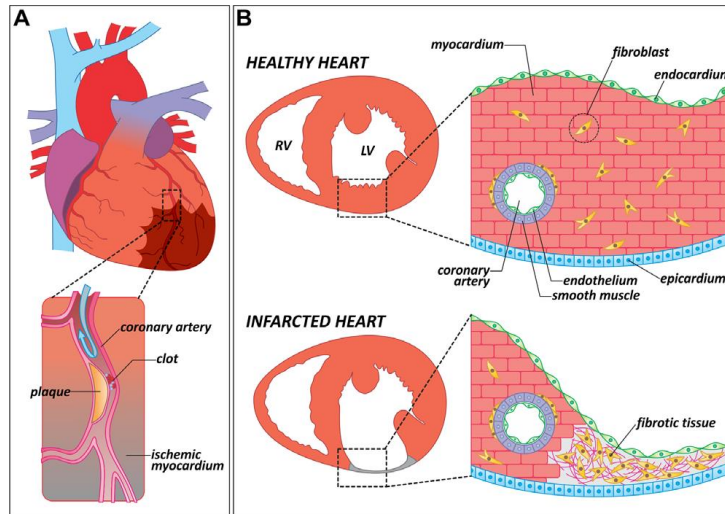 A
coronary artery
clot
plaque
ischemic
myocardium
B
HEALTHY HEART
myocardium
fibroblast
endocardium
RV
LV
coronary
artery
endothelium
smooth muscle
epicardium
INFARCTED HEART
fibrotic tissue